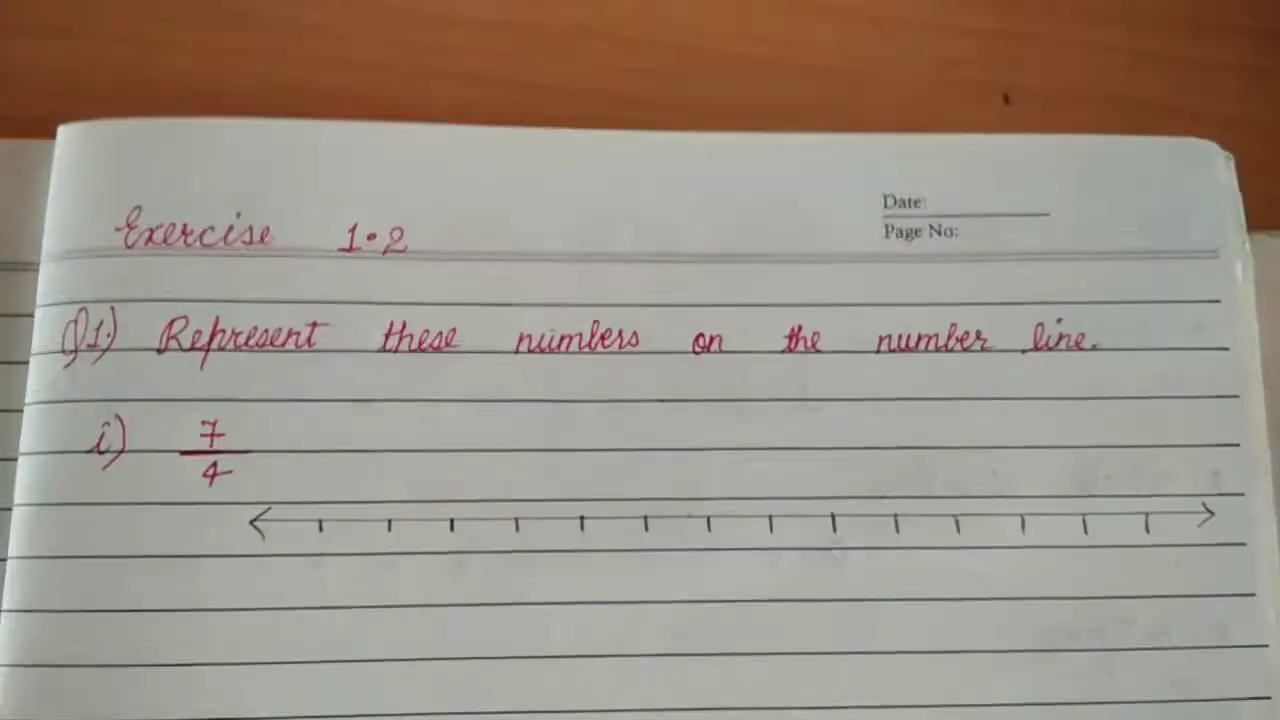 Date:
Exercise 1.2
Page No:
Q1.) Represent these numbers on the number line.
i) 7/4